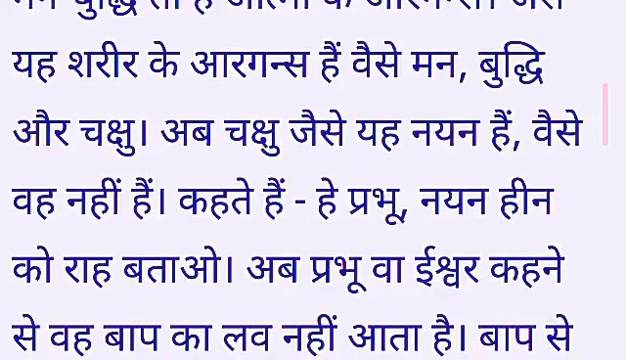 यह शरीर के आरगन्स हैं वैसे मन, बुद्धि
और चक्षु। अब चक्षु जैसे यह नयन हैं, वैसे
वह नहीं हैं। कहते हैं - हे प्रभू, नयन हीन
को राह बताओ। अब प्रभू वा ईश्वर कहने
से वह बाप का लव नहीं आता है। बाप से